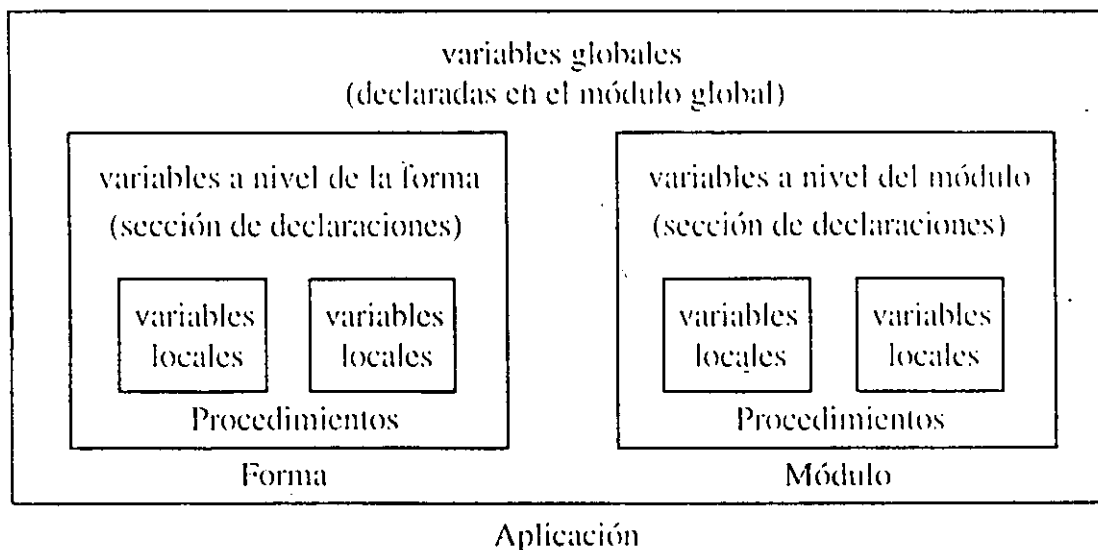 variables globales
(declaradas en el módulo global)
variables a nivel de la forma
(sección de declaraciones)
variables
locales
variables
locales
Procedimientos
Forma
variables a nivel del módulo
(sección de declaraciones)
variables
locales
variables
locales
Procedimientos
Módulo
Aplicación